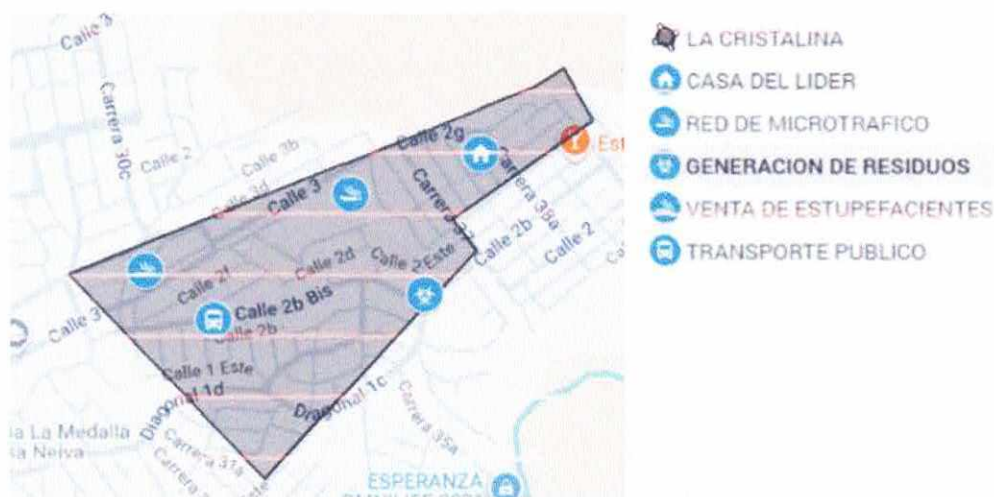 Calle 3
Carrera 30c
Calle 2
Calle 3b
Calle 3d
Calle 3
Calle 2g
Carrera 38a
Est
Calle 2b
Calle 2
Calle 2 Este
Calle 2d
Calle 2f
Calle 2b Bis
Calle 2b
Calle 3
Calle 1 Este
Diagonal 1d
Dragonal 1c
Carrera 35a
Carrera 31a
a La Medalla
sa Neiva
ESPERANZA
LA CRISTALINA
CASA DEL LIDER
RED DE MICROTRAFICO
GENERACION DE RESIDUOS
VENTA DE ESTUPEFACIENTES
TRANSPORTE PUBLICO